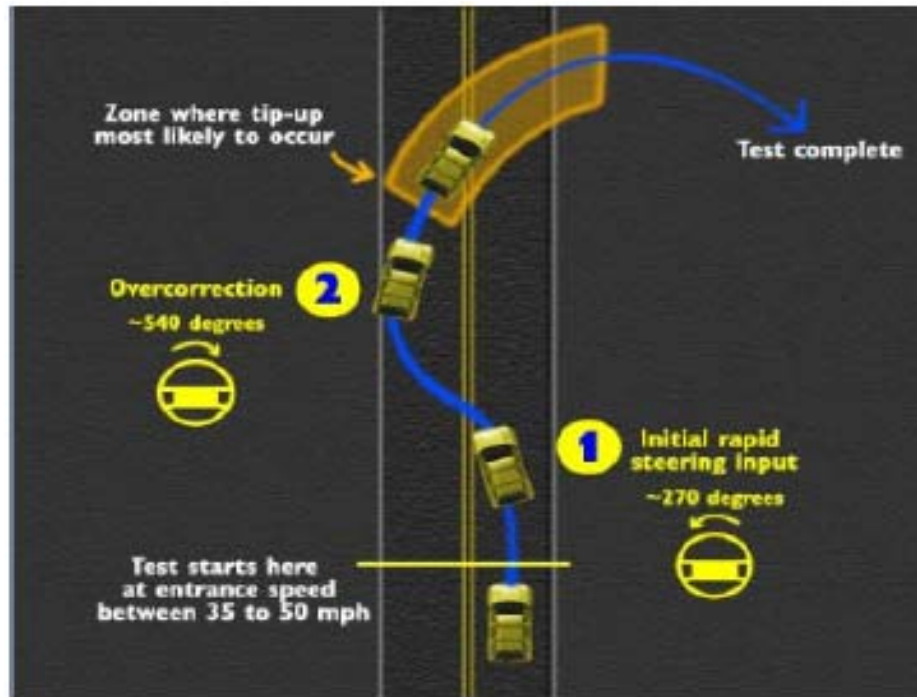 Zone where tip-up
most likely to occur
Test complete
Overcorrection
2
~540 degrees
1
Initial rapid
steering input
~270 degrees
Test starts here
at entrance speed
between 35 to 50 mph